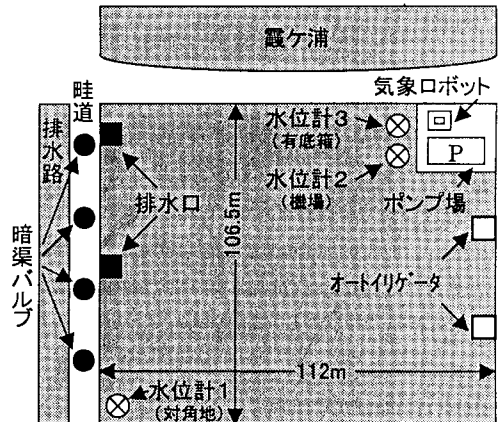 霞ケ浦
畦道
気象ロボット
水位計3
(有底箱)
排水路
P
水位計2
(機場)
ポンプ場
排水口
106.5m
暗渠バルブ
オートイリゲータ
112m
水位計1
(対角地)